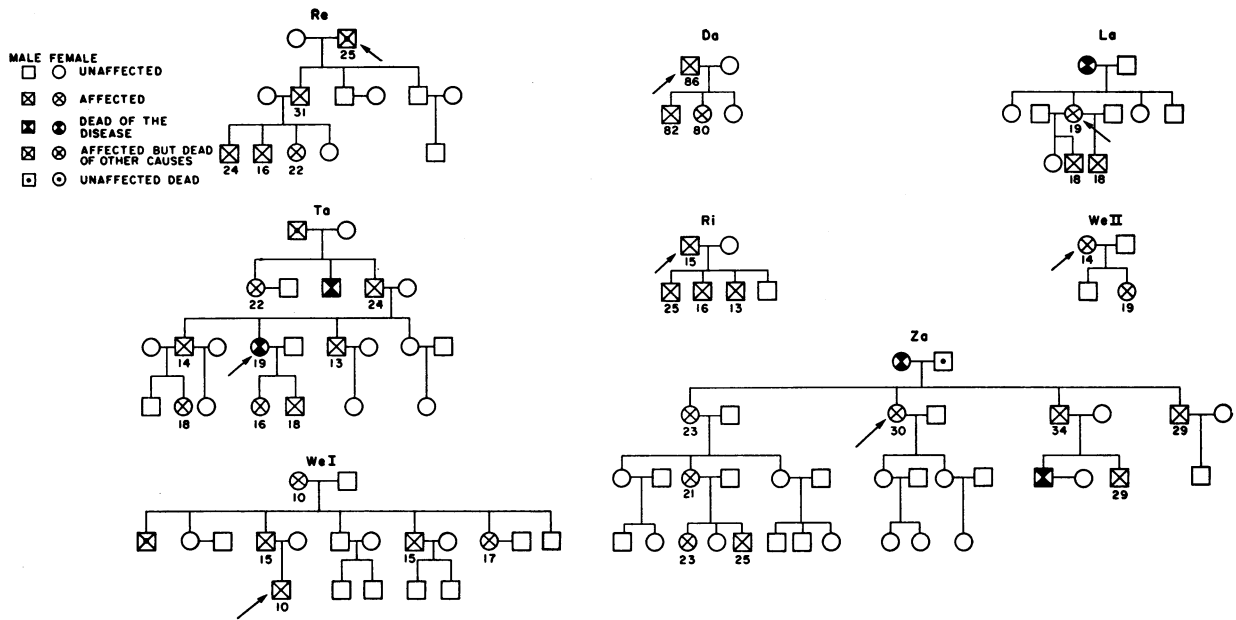 Re
25
31
24 16 22
MALE FEMALE
UNAFFECTED
AFFECTED
DEAD OF THE
DISEASE
AFFECTED BUT DEAD
OF OTHER CAUSES
UNAFFECTED DEAD
Da
86
82 80
La
19
18 18
Ta
22 24
14 19 13
18 16 18
Ri
15
25 16 13
We II
14
19
We I
10
15 15 17
10
Za
23 30 34 29
21 29
23 25